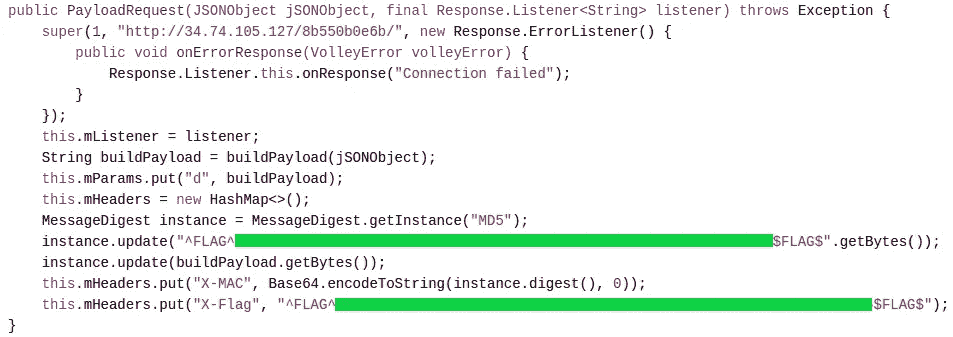 public PayloadRequest(JSONObject jSONObject, final Response.Listener<String> listener) throws Exception {
super(1, "http://34.74.105.127/8b550b0e6b/", new Response.ErrorListener() {
public void onErrorResponse(VolleyError volleyError) {
Response.Listener.this.onResponse("Connection failed");
}
});
this.mListener = listener;
String buildPayload = buildPayload(jSONObject);
this.mParams.put("d", buildPayload);
this.mHeaders = new HashMap<>();
MessageDigest instance = MessageDigest.getInstance("MD5");
instance.update("^FLAG^ $FLAG$".getBytes());
instance.update(buildPayload.getBytes());
this.mHeaders.put("X-MAC", Base64.encodeToString(instance.digest(), 0));
this.mHeaders.put("X-Flag", "^FLAG^ $FLAG$");
}